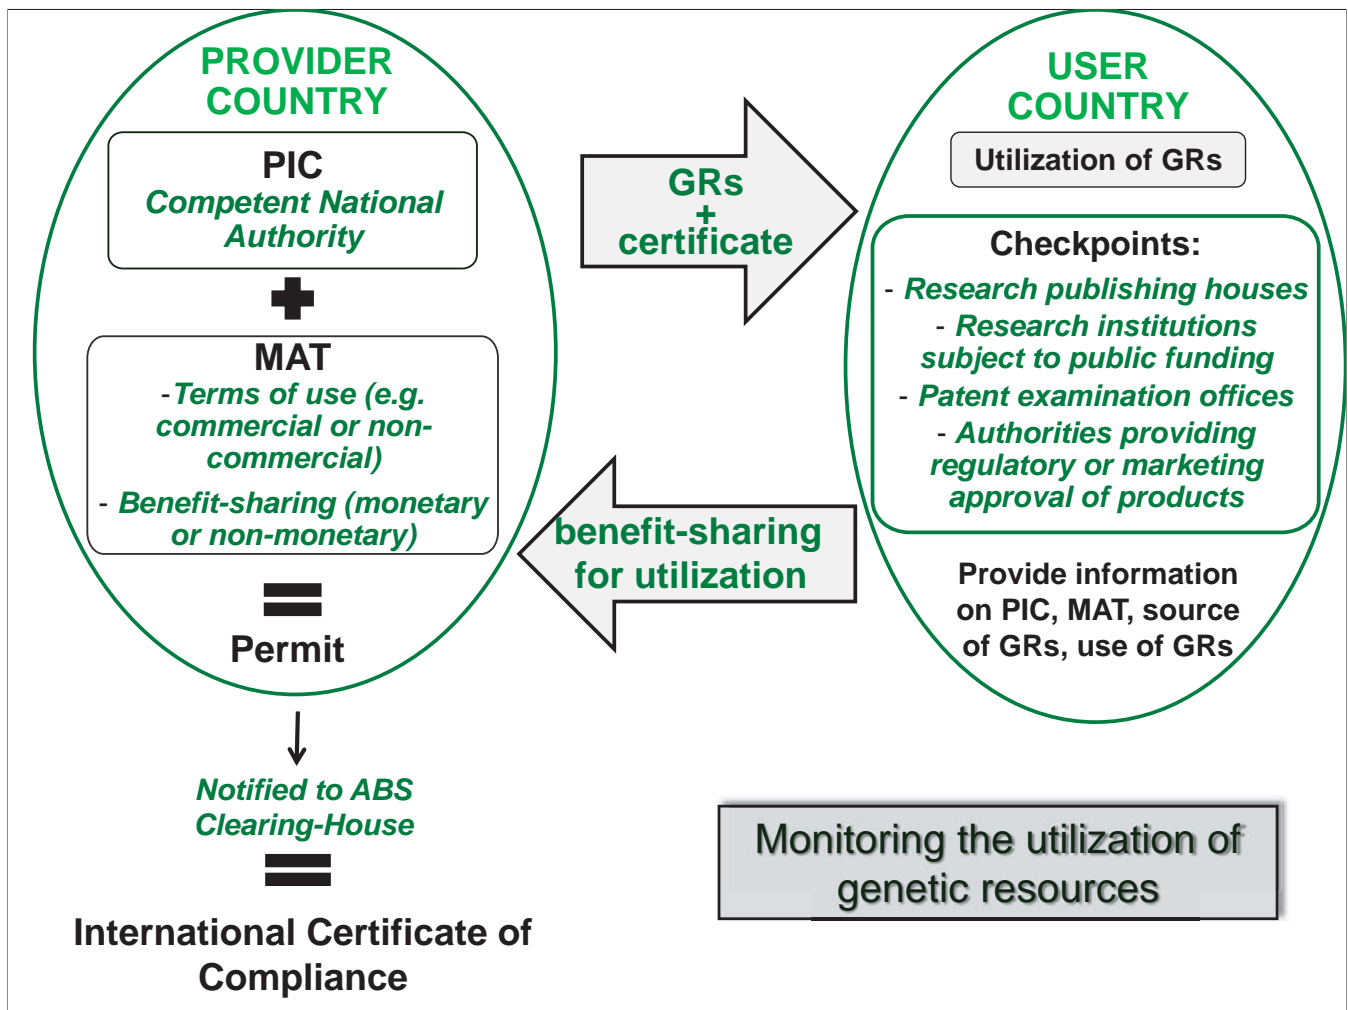 PROVIDER
COUNTRY
PIC
Competent National
Authority
MAT
-Terms of use (e.g.
commercial or non-
commercial)
- Benefit-sharing (monetary
or non-monetary)
Permit
Notified to ABS
Clearing-House
International Certificate of
Compliance
GRs
+
certificate
benefit-sharing
for utilization
USER
COUNTRY
Utilization of GRs
Checkpoints:
- Research publishing houses
- Research institutions
subject to public funding
- Patent examination offices
- Authorities providing
regulatory or marketing
approval of products
Provide information
on PIC, MAT, source
of GRs, use of GRs
Monitoring the utilization of
genetic resources